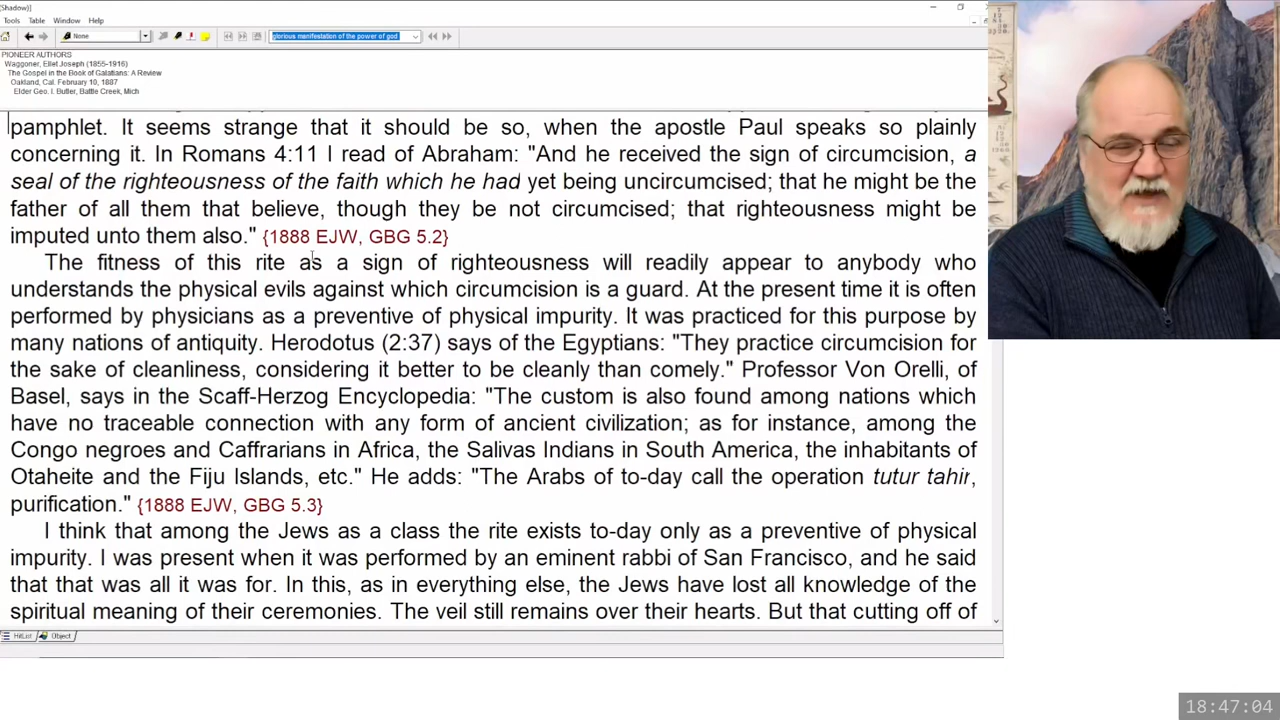 Shadow)]
Tools Table Window Help
None
glorious manifestation of the power of god
PIONEER AUTHORS
Waggoner, Ellet Joseph (1855-1916)
The Gospel in the Book of Galatians: A Review
Oakland, Cal. February 10, 1887
Elder Geo. I. Butler, Battle Creek, Mich
pamphlet. It seems strange that it should be so, when the apostle Paul speaks so plainly
concerning it. In Romans 4:11 I read of Abraham: "And he received the sign of circumcision, a
seal of the righteousness of the faith which he had yet being uncircumcised; that he might be the
father of all them that believe, though they be not circumcised; that righteousness might be
imputed unto them also." {1888 EJW, GBG 5.2}
The fitness of this rite as a sign of righteousness will readily appear to anybody who
understands the physical evils against which circumcision is a guard. At the present time it is often
performed by physicians as a preventive of physical impurity. It was practiced for this purpose by
many nations of antiquity. Herodotus (2:37) says of the Egyptians: "They practice circumcision for
the sake of cleanliness, considering it better to be cleanly than comely." Professor Von Orelli, of
Basel, says in the Scaff-Herzog Encyclopedia: "The custom is also found among nations which
have no traceable connection with any form of ancient civilization; as for instance, among the
Congo negroes and Caffrarians in Africa, the Salivas Indians in South America, the inhabitants of
Otaheite and the Fiju Islands, etc." He adds: "The Arabs of to-day call the operation tutur tahir,
purification." {1888 EJW, GBG 5.3}
I think that among the Jews as a class the rite exists to-day only as a preventive of physical
impurity. I was present when it was performed by an eminent rabbi of San Francisco, and he said
that that was all it was for. In this, as in everything else, the Jews have lost all knowledge of the
spiritual meaning of their ceremonies. The veil still remains over their hearts. But that cutting off of
HitList Object
18:47:04